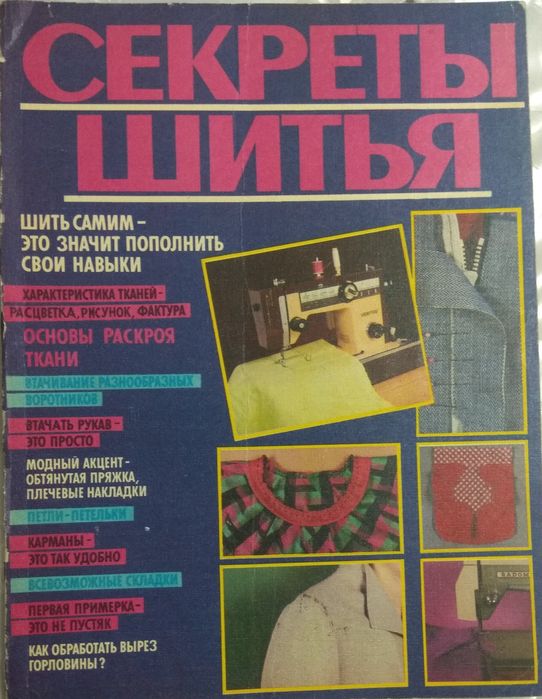 СЕКРЕТЫ
ШИТЬЯ
ШИТЬ САМИМ –
ЭТО ЗНАЧИТ ПОПОЛНИТЬ
СВОИ НАВЫКИ
ХАРАКТЕРИСТИКА ТКАНЕЙ –
РАСЦВЕТКА, РИСУНОК, ФАКТУРА
ОСНОВЫ РАСКРОЯ
ТКАНИ
ВТАЧИВАНИЕ РАЗНООБРАЗНЫХ
ВОРОТНИКОВ
ВТАЧАТЬ РУКАВ –
ЭТО ПРОСТО
МОДНЫЙ АКЦЕНТ –
ОБТЯНУТАЯ ПРЯЖКА,
ПЛЕЧЕВЫЕ НАКЛАДКИ
ПЕТЛИ-ПЕТЕЛЬКИ
КАРМАНЫ –
ЭТО ТАК УДОБНО
ВСЕВОЗМОЖНЫЕ СКЛАДКИ
ПЕРВАЯ ПРИМЕРКА –
ЭТО НЕ ПУСТЯК
КАК ОБРАБОТАТЬ ВЫРЕЗ
ГОРЛОВИНЫ?
RADOM